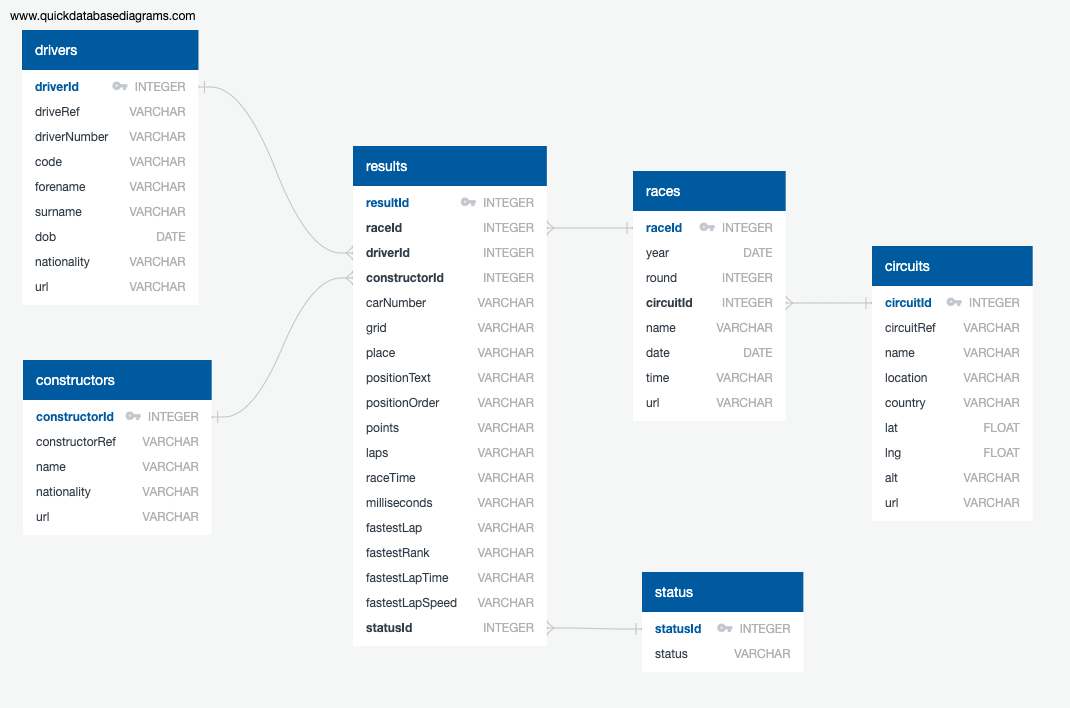 www.quickdatabasediagrams.com
drivers
driverId INTEGER
driveRef VARCHAR
driverNumber VARCHAR
code VARCHAR
forename VARCHAR
surname VARCHAR
dob DATE
nationality VARCHAR
url VARCHAR
constructors
constructorId INTEGER
constructorRef VARCHAR
name VARCHAR
nationality VARCHAR
url VARCHAR
results
resultId INTEGER
raceId INTEGER
driverId INTEGER
constructorId INTEGER
carNumber VARCHAR
grid VARCHAR
place VARCHAR
positionText VARCHAR
positionOrder VARCHAR
points VARCHAR
laps VARCHAR
raceTime VARCHAR
milliseconds VARCHAR
fastestLap VARCHAR
fastestRank VARCHAR
fastestLapTime VARCHAR
fastestLapSpeed VARCHAR
statusId INTEGER
races
raceId INTEGER
year DATE
round INTEGER
circuitId INTEGER
name VARCHAR
date DATE
time VARCHAR
url VARCHAR
circuits
circuitId INTEGER
circuitRef VARCHAR
name VARCHAR
location VARCHAR
country VARCHAR
lat FLOAT
lng FLOAT
alt VARCHAR
url VARCHAR
status
statusId INTEGER
status VARCHAR